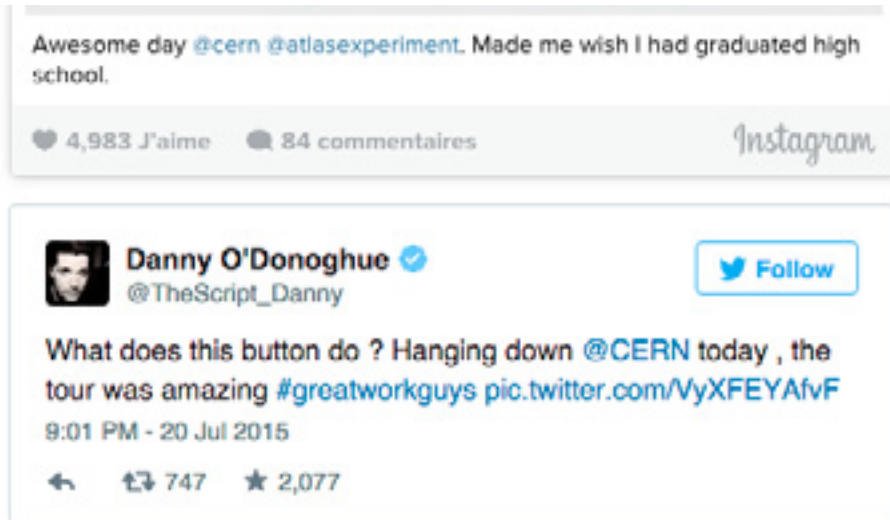 Awesome day @cern @atlasexperiment. Made me wish I had graduated high
school.
4,983 J'aime 84 commentaires Instagram
Danny O'Donoghue
@TheScript_Danny
Follow
What does this button do ? Hanging down @CERN today , the
tour was amazing #greatworkguys pic.twitter.com/VyXFEYAfvF
9:01 PM - 20 Jul 2015
747 2,077